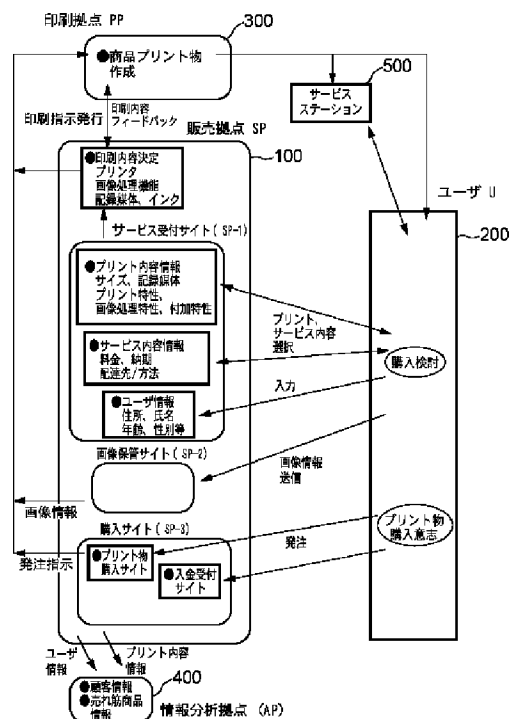 印刷拠点 PP
300
●商品プリント物
作成
500
サービス
ステーション
印刷指示発行
印刷内容
フィードバック
販売拠点 SP
100
●印刷内容決定
プリンタ
画像処理機能
記録媒体、インク
ユーザ U
200
サービス受付サイト(SP-1)
●プリント内容情報
サイズ、記録媒体
プリント特性、
画像処理特性、付加特性
プリント、
サービス内容
選択
●サービス内容情報
料金、納期
配達先/方法
購入検討
入力
●ユーザ情報
住所、氏名
年齢、性別等
画像保管サイト(SP-2)
画像情報
送信
画像情報
購入サイト(SP-3)
プリント物
購入意志
発注
発注指示
●プリント物
購入サイト
●入金受付
サイト
ユーザ
情報
プリント内容
情報
400
●顧客情報
●売れ筋商品
情報
情報分析拠点 (AP)